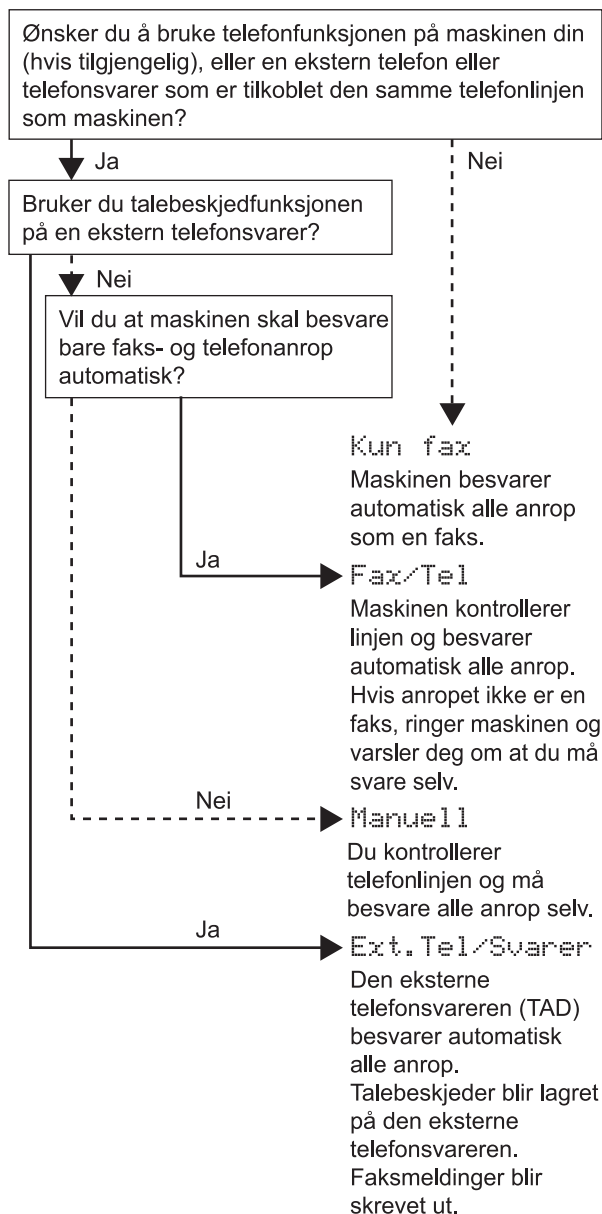 Ønsker du å bruke telefonfunksjonen på maskinen din
(hvis tilgjengelig), eller en ekstern telefon eller
telefonsvarer som er tilkoblet den samme telefonlinjen
som maskinen?
Ja
Nei
Bruker du talebeskjedfunksjonen
på en ekstern telefonsvarer?
Nei
Vil du at maskinen skal besvare
bare faks- og telefonanrop
automatisk?
Kun fax
Maskinen besvarer
automatisk alle anrop
som en faks.
Ja
Fax/Tel
Maskinen kontrollerer
linjen og besvarer
automatisk alle anrop.
Hvis anropet ikke er en
faks, ringer maskinen og
varsler deg om at du må
svare selv.
Nei
Manuell
Du kontrollerer
telefonlinjen og må
besvare alle anrop selv.
Ja
Ext.Tel/Svarer
Den eksterne
telefonsvareren (TAD)
besvarer automatisk
alle anrop.
Talebeskjeder blir lagret
på den eksterne
telefonsvareren.
Faksmeldinger blir
skrevet ut.